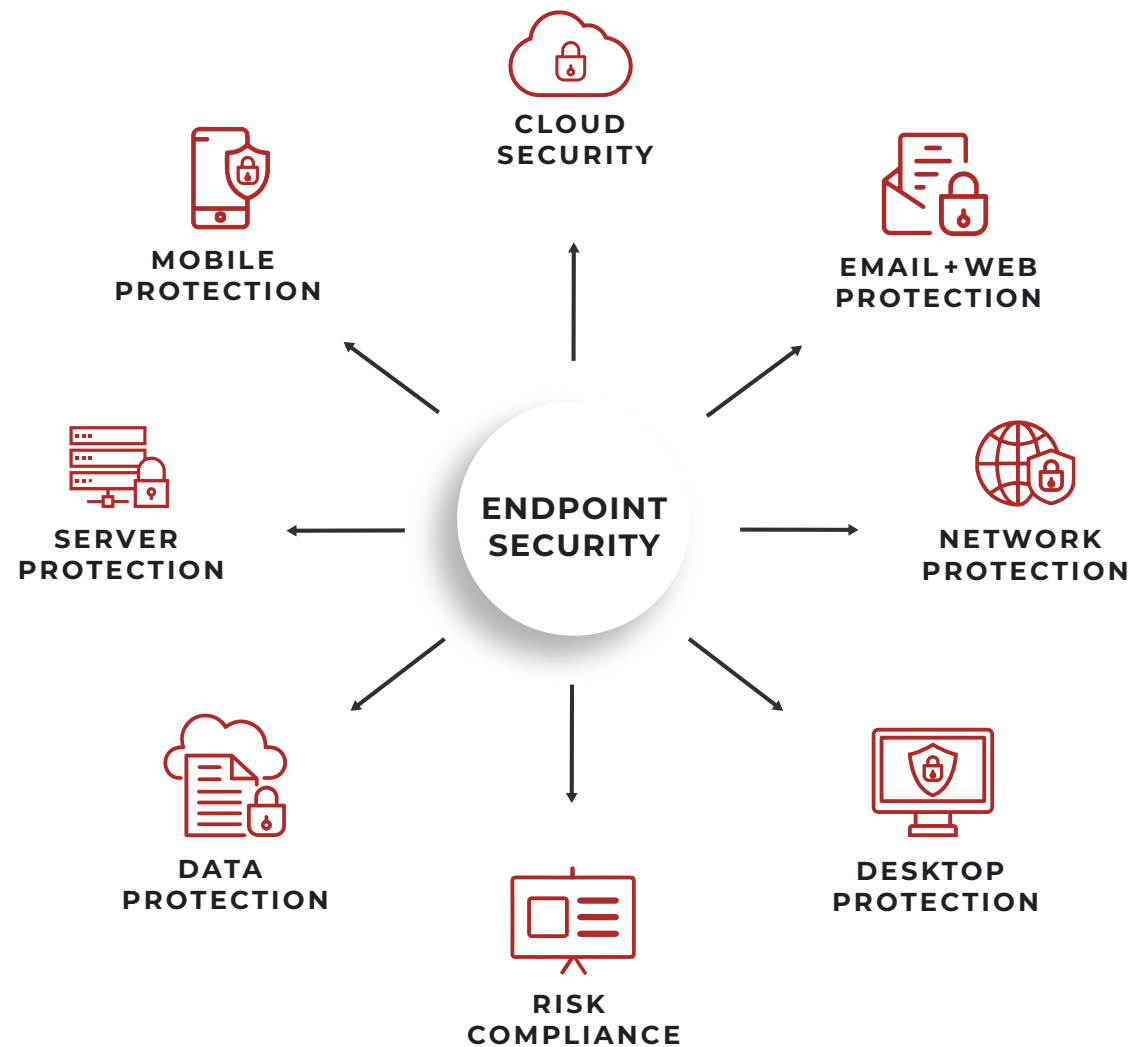 CLOUD
SECURITY
MOBILE
PROTECTION
EMAIL+WEB
PROTECTION
ENDPOINT
SECURITY
SERVER
PROTECTION
NETWORK
PROTECTION
DATA
PROTECTION
DESKTOP
PROTECTION
RISK
COMPLIANCE